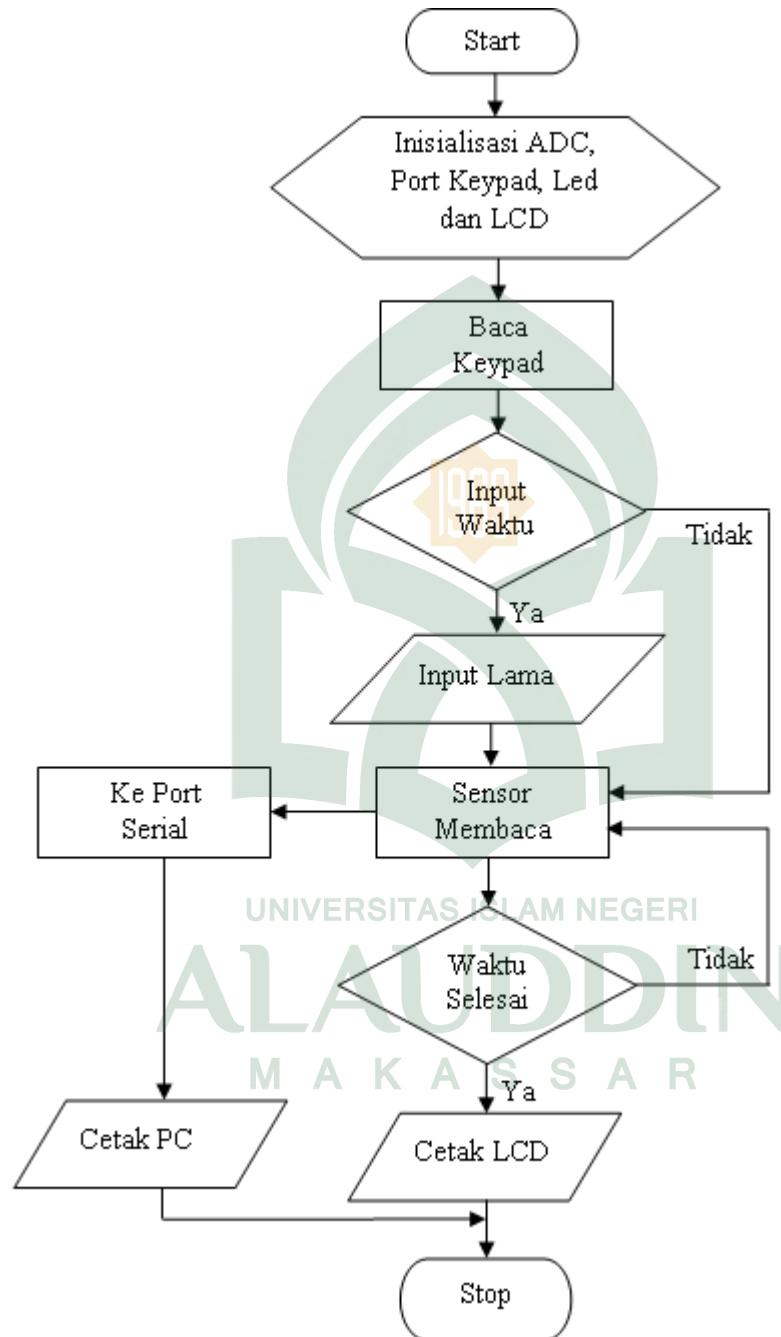 Start
Inisialisasi ADC,
Port Keypad, Led
dan LCD
Baca
Keypad
Input
Waktu
Tidak
Ya
Input Lama
Ke Port
Serial
Sensor
Membaca
UNIVERSITAS ISLAM NEGERI
ALAUDDIN
MAKASSAR
Waktu
Selesai
Tidak
Ya
Cetak PC
Cetak LCD
Stop